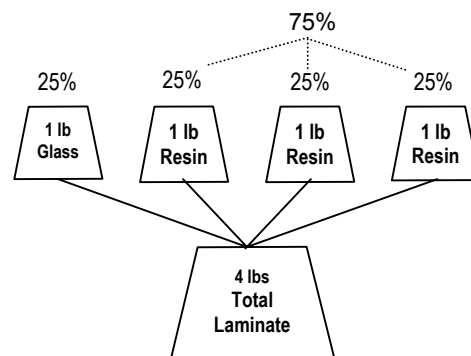 75%
25% 25% 25% 25%
1 lb 1 lb 1 lb 1 lb
Glass Resin Resin Resin
4 lbs
Total
Laminate